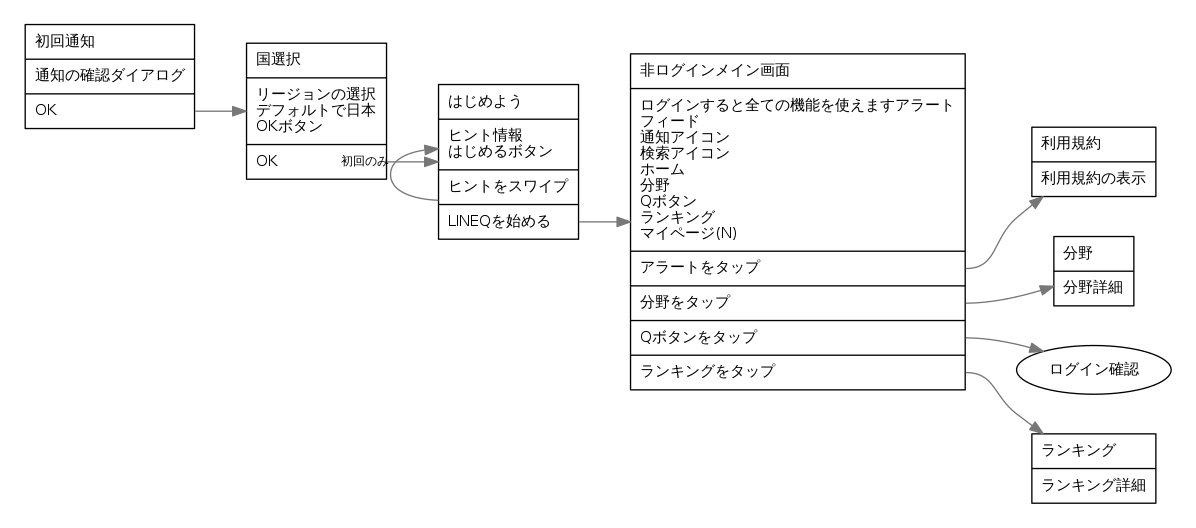 初回通知
通知の確認ダイアログ
OK
国選択
リージョンの選択
デフォルトで日本
OKボタン
OK
初回のみ
はじめよう
ヒント情報
はじめるボタン
ヒントをスワイプ
LINEQを始める
非ログインメイン画面
ログインすると全ての機能を使えますアラート
フィード
通知アイコン
検索アイコン
ホーム
分野
Qボタン
ランキング
マイページ(N)
アラートをタップ
分野をタップ
Qボタンをタップ
ランキングをタップ
利用規約
利用規約の表示
分野
分野詳細
ログイン確認
ランキング
ランキング詳細